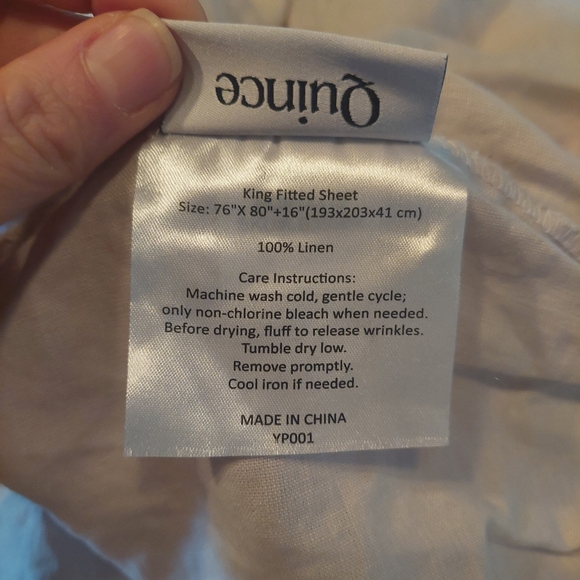 Quince
King Fitted Sheet
Size: 76"X 80"+16"(193x203x41 cm)
100% Linen
Care Instructions:
Machine wash cold, gentle cycle;
only non-chlorine bleach when needed.
Before drying, fluff to release wrinkles.
Tumble dry low.
Remove promptly.
Cool iron if needed.
MADE IN CHINA
YP001